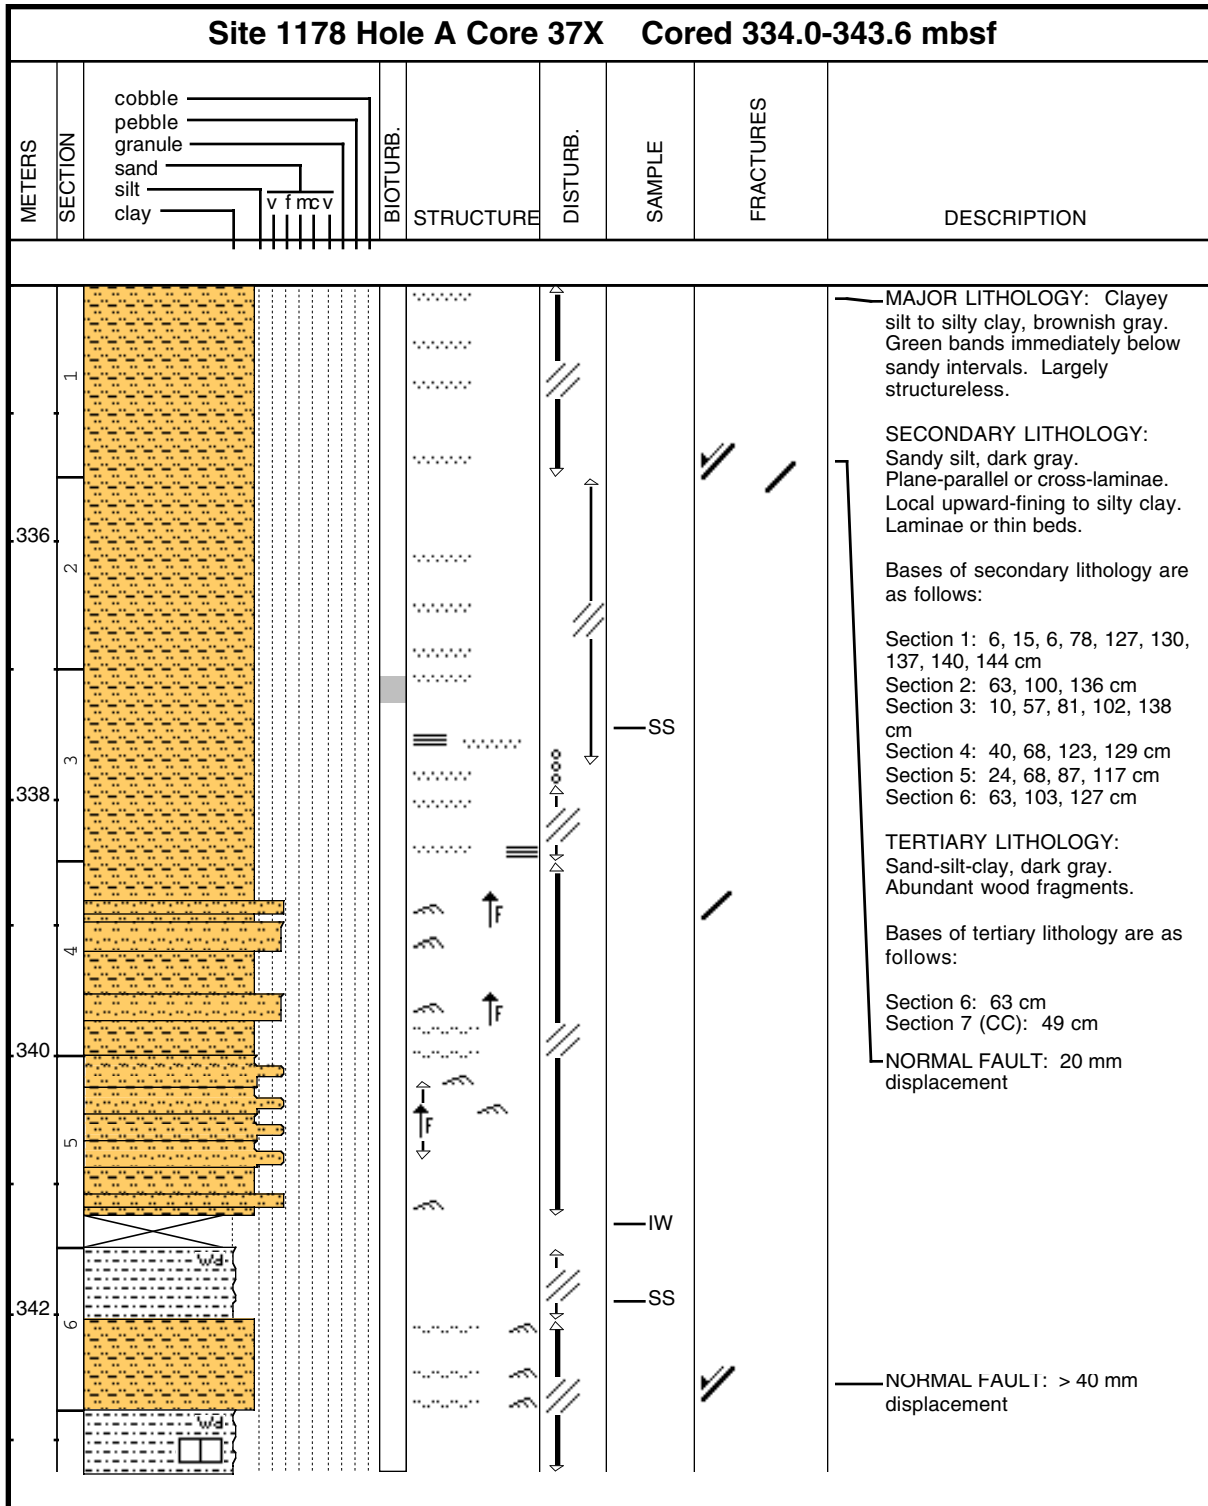 Site 1178 Hole A Core 37X    Cored 334.0-343.6 mbsf
METERS
SECTION
cobble
pebble
granule
sand
silt
v f m c v
clay
BIOTURB.
STRUCTURE
DISTURB.
SAMPLE
FRACTURES
DESCRIPTION
1
2
3
4
5
6
336
338
340
342
Wd
Wd
F
F
F
SS
IW
SS
MAJOR LITHOLOGY:  Clayey
silt to silty clay, brownish gray.
Green bands immediately below
sandy intervals.  Largely
structureless.
SECONDARY LITHOLOGY:
Sandy silt, dark gray.
Plane-parallel or cross-laminae.
Local upward-fining to silty clay.
Laminae or thin beds.
Bases of secondary lithology are
as follows:
Section 1:  6, 15, 6, 78, 127, 130,
137, 140, 144 cm
Section 2:  63, 100, 136 cm
Section 3:  10, 57, 81, 102, 138
cm
Section 4:  40, 68, 123, 129 cm
Section 5:  24, 68, 87, 117 cm
Section 6:  63, 103, 127 cm
TERTIARY LITHOLOGY:
Sand-silt-clay, dark gray.
Abundant wood fragments.
Bases of tertiary lithology are as
follows:
Section 6:  63 cm
Section 7 (CC):  49 cm
NORMAL FAULT:  20 mm
displacement
NORMAL FAULT:  > 40 mm
displacement